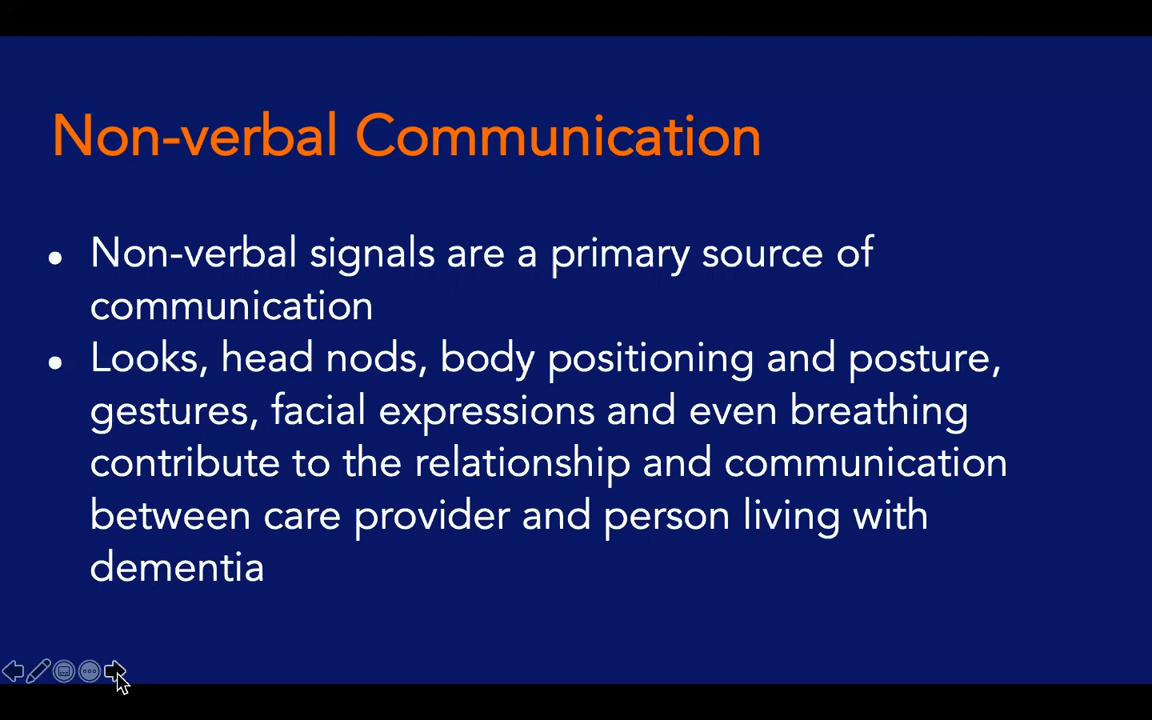 Non-verbal Communication
• Non-verbal signals are a primary source of
communication
• Looks, head nods, body positioning and posture,
gestures, facial expressions and even breathing
contribute to the relationship and communication
between care provider and person living with
dementia